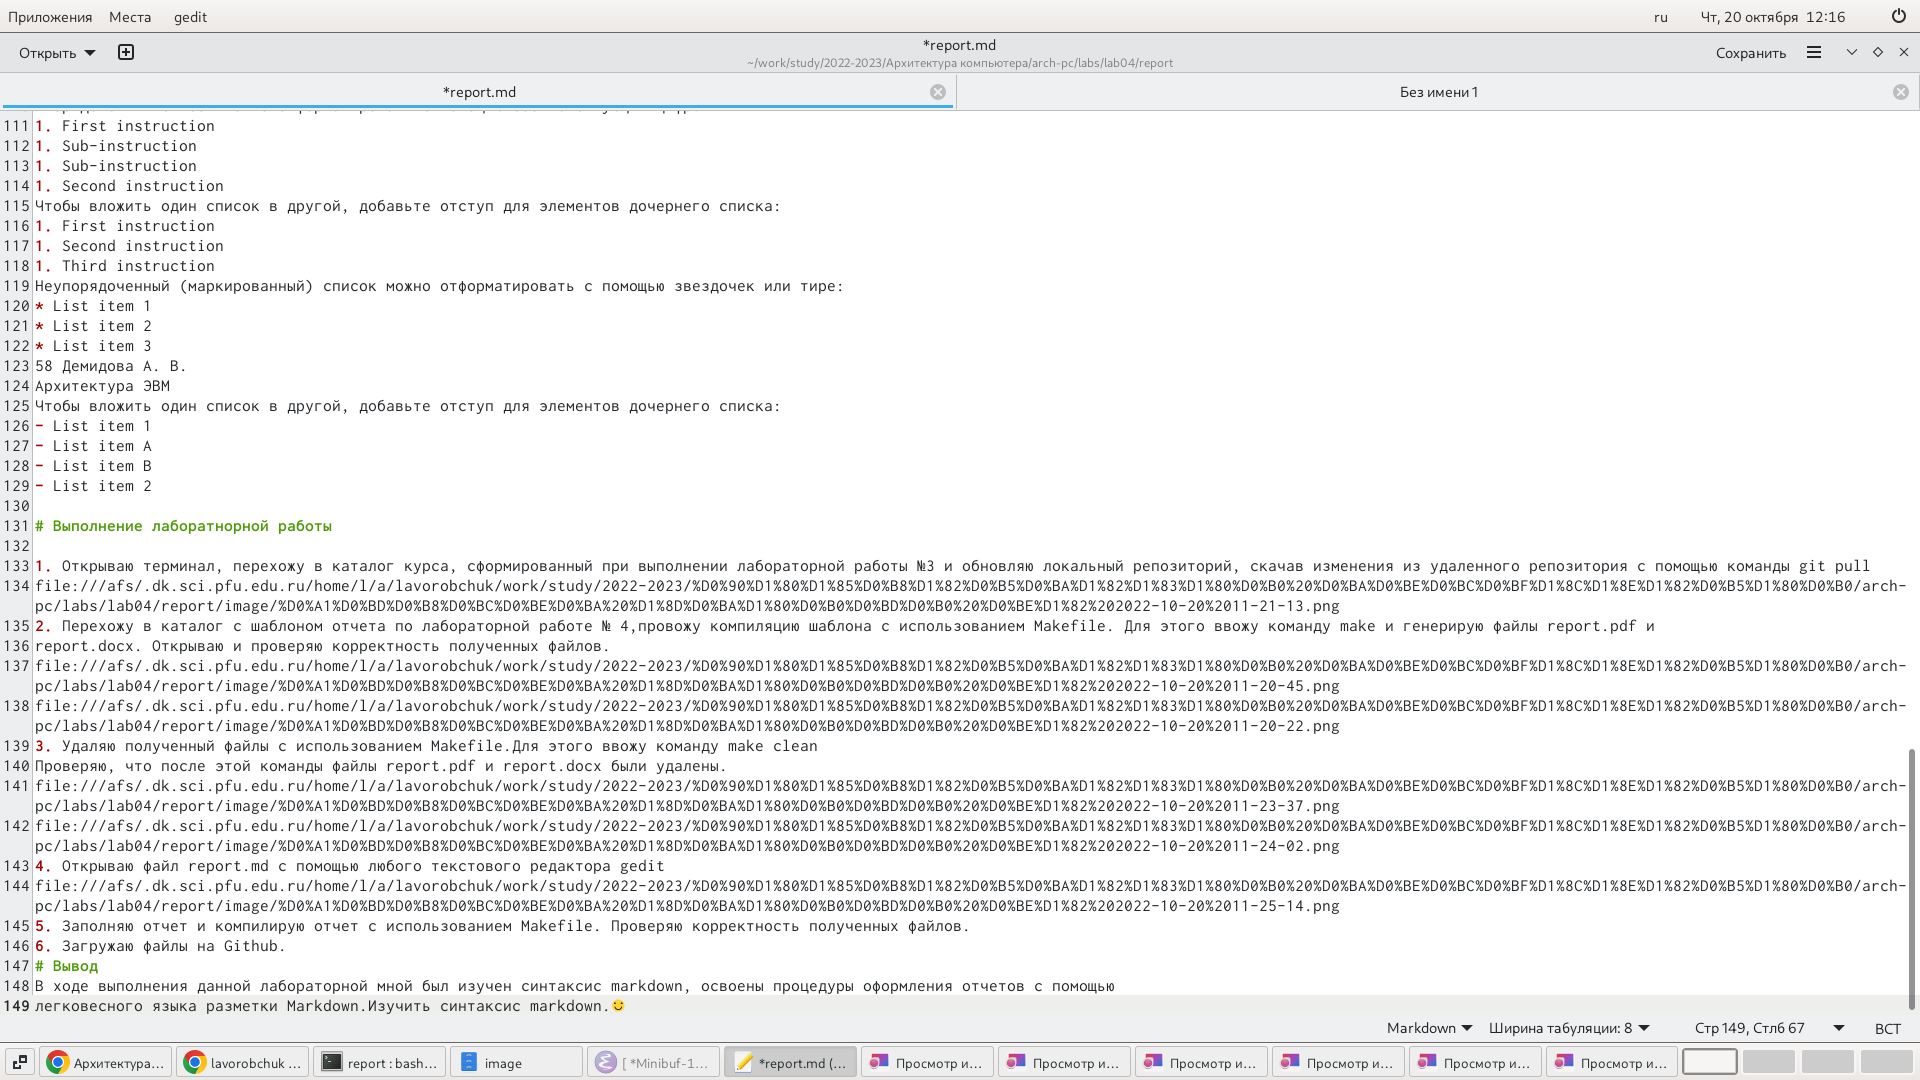 Приложения Места gedit ru Чт, 20 октября 12:16
Открыть *report.md Сохранить
~/work/study/2022-2023/Архитектура компьютера/arch-pc/labs/lab04/report
*report.md Без имени 1
111 1. First instruction
112 1. Sub-instruction
113 1. Sub-instruction
114 1. Second instruction
115 Чтобы вложить один список в другой, добавьте отступ для элементов дочернего списка:
116 1. First instruction
117 1. Second instruction
118 1. Third instruction
119 Неупорядоченный (маркированный) список можно отформатировать с помощью звездочек или тире:
120 * List item 1
121 * List item 2
122 * List item 3
123 58 Демидова А. В.
124 Архитектура ЭВМ
125 Чтобы вложить один список в другой, добавьте отступ для элементов дочернего списка:
126 - List item 1
127 - List item A
128 - List item B
129 - List item 2
130
131 # Выполнение лаборатнорной работы
132
133 1. Открываю терминал, перехожу в каталог курса, сформированный при выполнении лабораторной работы №3 и обновляю локальный репозиторий, скачав изменения из удаленного репозитория с помощью команды git pull
134 file:///afs/.dk.sci.pfu.edu.ru/home/l/a/lavorobchuk/work/study/2022-2023/%D0%90%D1%80%D1%85%D0%B8%D1%82%D0%B5%D0%BA%D1%82%D1%83%D1%80%D0%B0%20%D0%BA%D0%BE%D0%BC%D0%BF%D1%8C%D1%8E%D1%82%D0%B5%D1%80%D0%B0/arch-
pc/labs/lab04/report/image/%D0%A1%D0%BD%D0%B8%D0%BC%D0%BE%D0%BA%20%D1%8D%D0%BA%D1%80%D0%B0%D0%BD%D0%B0%20%D0%BE%D1%82%202022-10-20%2011-21-13.png
135 2. Перехожу в каталог с шаблоном отчета по лабораторной работе № 4,провожу компиляцию шаблона с использованием Makefile. Для этого ввожу команду make и генерирую файлы report.pdf и
136 report.docx. Открываю и проверяю корректность полученных файлов.
137 file:///afs/.dk.sci.pfu.edu.ru/home/l/a/lavorobchuk/work/study/2022-2023/%D0%90%D1%80%D1%85%D0%B8%D1%82%D0%B5%D0%BA%D1%82%D1%83%D1%80%D0%B0%20%D0%BA%D0%BE%D0%BC%D0%BF%D1%8C%D1%8E%D1%82%D0%B5%D1%80%D0%B0/arch-
pc/labs/lab04/report/image/%D0%A1%D0%BD%D0%B8%D0%BC%D0%BE%D0%BA%20%D1%8D%D0%BA%D1%80%D0%B0%D0%BD%D0%B0%20%D0%BE%D1%82%202022-10-20%2011-20-45.png
138 file:///afs/.dk.sci.pfu.edu.ru/home/l/a/lavorobchuk/work/study/2022-2023/%D0%90%D1%80%D1%85%D0%B8%D1%82%D0%B5%D0%BA%D1%82%D1%83%D1%80%D0%B0%20%D0%BA%D0%BE%D0%BC%D0%BF%D1%8C%D1%8E%D1%82%D0%B5%D1%80%D0%B0/arch-
pc/labs/lab04/report/image/%D0%A1%D0%BD%D0%B8%D0%BC%D0%BE%D0%BA%20%D1%8D%D0%BA%D1%80%D0%B0%D0%BD%D0%B0%20%D0%BE%D1%82%202022-10-20%2011-20-22.png
139 3. Удаляю полученный файлы с использованием Makefile.Для этого ввожу команду make clean
140 Проверяю, что после этой команды файлы report.pdf и report.docx были удалены.
141 file:///afs/.dk.sci.pfu.edu.ru/home/l/a/lavorobchuk/work/study/2022-2023/%D0%90%D1%80%D1%85%D0%B8%D1%82%D0%B5%D0%BA%D1%82%D1%83%D1%80%D0%B0%20%D0%BA%D0%BE%D0%BC%D0%BF%D1%8C%D1%8E%D1%82%D0%B5%D1%80%D0%B0/arch-
pc/labs/lab04/report/image/%D0%A1%D0%BD%D0%B8%D0%BC%D0%BE%D0%BA%20%D1%8D%D0%BA%D1%80%D0%B0%D0%BD%D0%B0%20%D0%BE%D1%82%202022-10-20%2011-23-37.png
142 file:///afs/.dk.sci.pfu.edu.ru/home/l/a/lavorobchuk/work/study/2022-2023/%D0%90%D1%80%D1%85%D0%B8%D1%82%D0%B5%D0%BA%D1%82%D1%83%D1%80%D0%B0%20%D0%BA%D0%BE%D0%BC%D0%BF%D1%8C%D1%8E%D1%82%D0%B5%D1%80%D0%B0/arch-
pc/labs/lab04/report/image/%D0%A1%D0%BD%D0%B8%D0%BC%D0%BE%D0%BA%20%D1%8D%D0%BA%D1%80%D0%B0%D0%BD%D0%B0%20%D0%BE%D1%82%202022-10-20%2011-24-02.png
143 4. Открываю файл report.md с помощью любого текстового редактора gedit
144 file:///afs/.dk.sci.pfu.edu.ru/home/l/a/lavorobchuk/work/study/2022-2023/%D0%90%D1%80%D1%85%D0%B8%D1%82%D0%B5%D0%BA%D1%82%D1%83%D1%80%D0%B0%20%D0%BA%D0%BE%D0%BC%D0%BF%D1%8C%D1%8E%D1%82%D0%B5%D1%80%D0%B0/arch-
pc/labs/lab04/report/image/%D0%A1%D0%BD%D0%B8%D0%BC%D0%BE%D0%BA%20%D1%8D%D0%BA%D1%80%D0%B0%D0%BD%D0%B0%20%D0%BE%D1%82%202022-10-20%2011-25-14.png
145 5. Заполняю отчет и компилирую отчет с использованием Makefile. Проверяю корректность полученных файлов.
146 6. Загружаю файлы на Github.
147 # Вывод
148 В ходе выполнения данной лабораторной мной был изучен синтаксис markdown, освоены процедуры оформления отчетов с помощью
149 легковесного языка разметки Markdown.Изучить синтаксис markdown.
Markdown Ширина табуляции: 8 Стр 149, Стлб 67 ВСТ
Архитектура… lavorobchuk … report : bash… image [ *Minibuf-1… *report.md (… Просмотр и… Просмотр и… Просмотр и… Просмотр и… Просмотр и… Просмотр и…